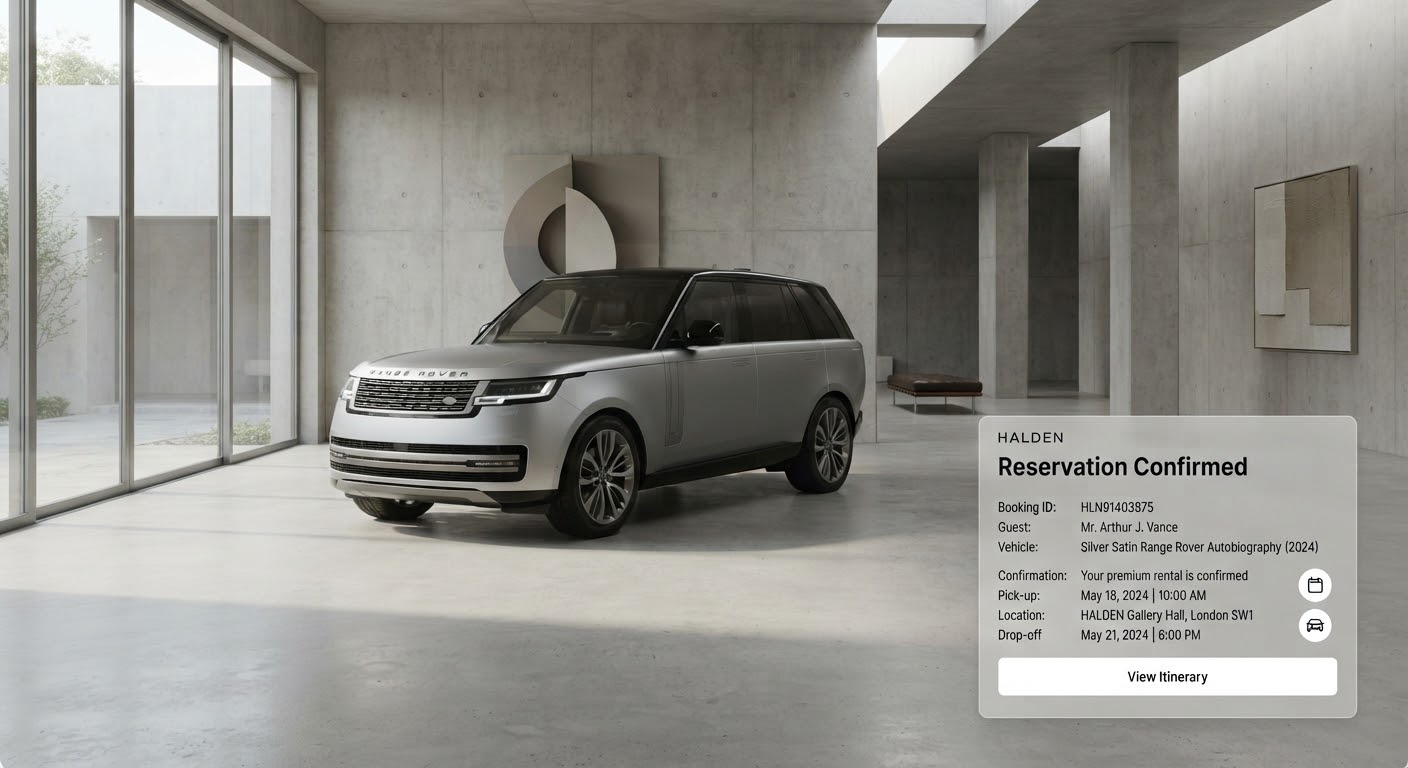 HALDEN
Reservation Confirmed
Booking ID: HLN91403875
Guest: Mr. Arthur J. Vance
Vehicle: Silver Satin Range Rover Autobiography (2024)
Confirmation: Your premium rental is confirmed
Pick-up: May 18, 2024 | 10:00 AM
Location: HALDEN Gallery Hall, London SW1
Drop-off May 21, 2024 | 6:00 PM
View Itinerary